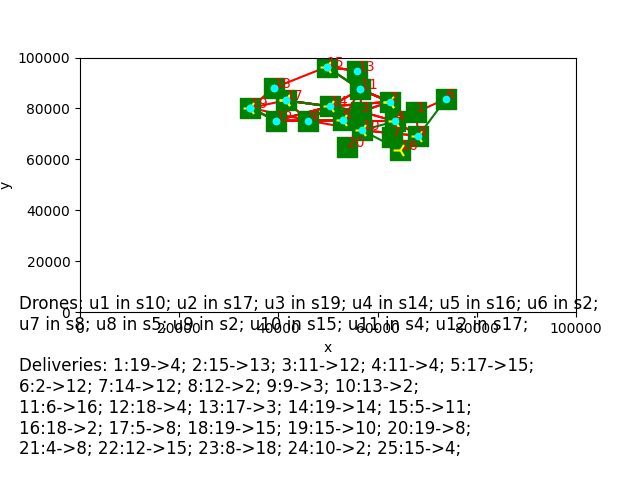 100000
80000
60000
40000
20000
0
y
0 20000 40000 60000 80000 100000
x
Drones: u1 in s10; u2 in s17; u3 in s19; u4 in s14; u5 in s16; u6 in s2;
u7 in s8; u8 in s5; u9 in s2; u10 in s15; u11 in s4; u12 in s17;
Deliveries: 1:19->4; 2:15->13; 3:11->12; 4:11->4; 5:17->15;
6:2->12; 7:14->12; 8:12->2; 9:9->3; 10:13->2;
11:6->16; 12:18->4; 13:17->3; 14:19->14; 15:5->11;
16:18->2; 17:5->8; 18:19->15; 19:15->10; 20:19->8;
21:4->8; 22:12->15; 23:8->18; 24:10->2; 25:15->4;